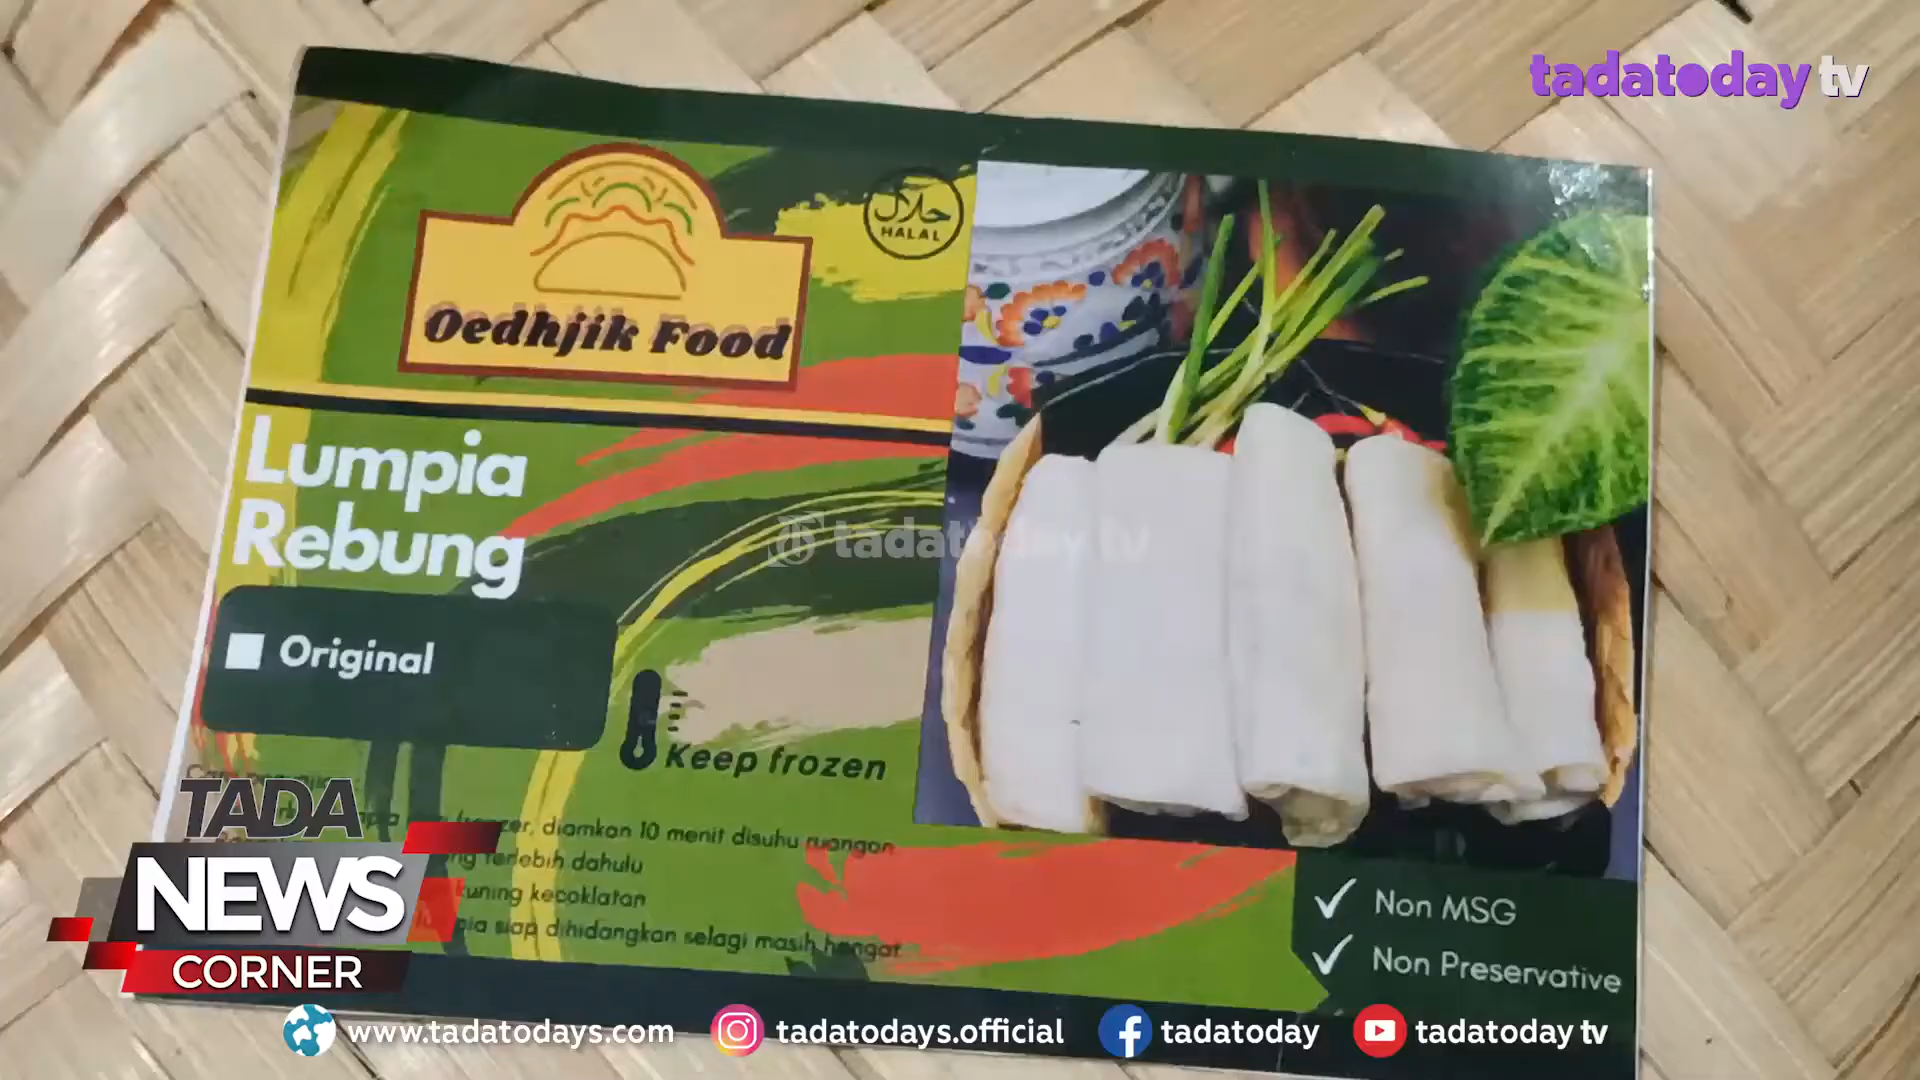 tadatoday tv
حلال
HALAL
Oedhjik Food
Lumpia
Rebung
tadatoday tv
Original
Keep frozen
freezer, diamkan 10 menit disuhu ruangan
terlebih dahulu
kuning kecoklatan
siap dihidangkan selagi masih hangat
Non MSG
Non Preservative
TADA
NEWS
CORNER
www.tadatodays.com
tadatodays.official
tadatoday
tadatoday tv